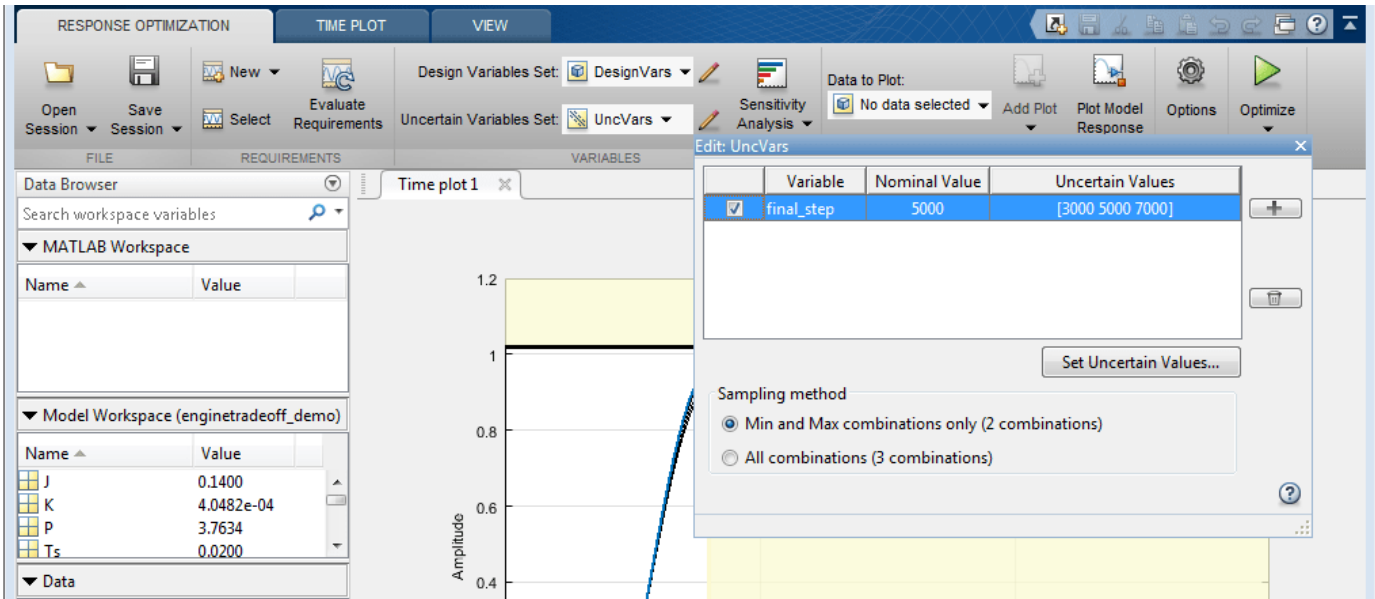 RESPONSE OPTIMIZATION TIME PLOT VIEW
Open Session Save Session New Select Evaluate Requirements
Design Variables Set: DesignVars
Uncertain Variables Set: UncVars
Sensitivity Analysis
Data to Plot:
No data selected
Add Plot
Plot Model Response
Options
Optimize
FILE REQUIREMENTS VARIABLES
Edit: UncVars
Variable Nominal Value Uncertain Values
final_step 5000 [3000 5000 7000]
Set Uncertain Values...
Sampling method
Min and Max combinations only (2 combinations)
All combinations (3 combinations)
Data Browser
Search workspace variables
MATLAB Workspace
Name Value
Model Workspace (enginetradeoff_demo)
Name Value
J 0.1400
K 4.0482e-04
P 3.7634
Ts 0.0200
Data
Time plot 1
1.2
1
0.8
0.6
0.4
Amplitude